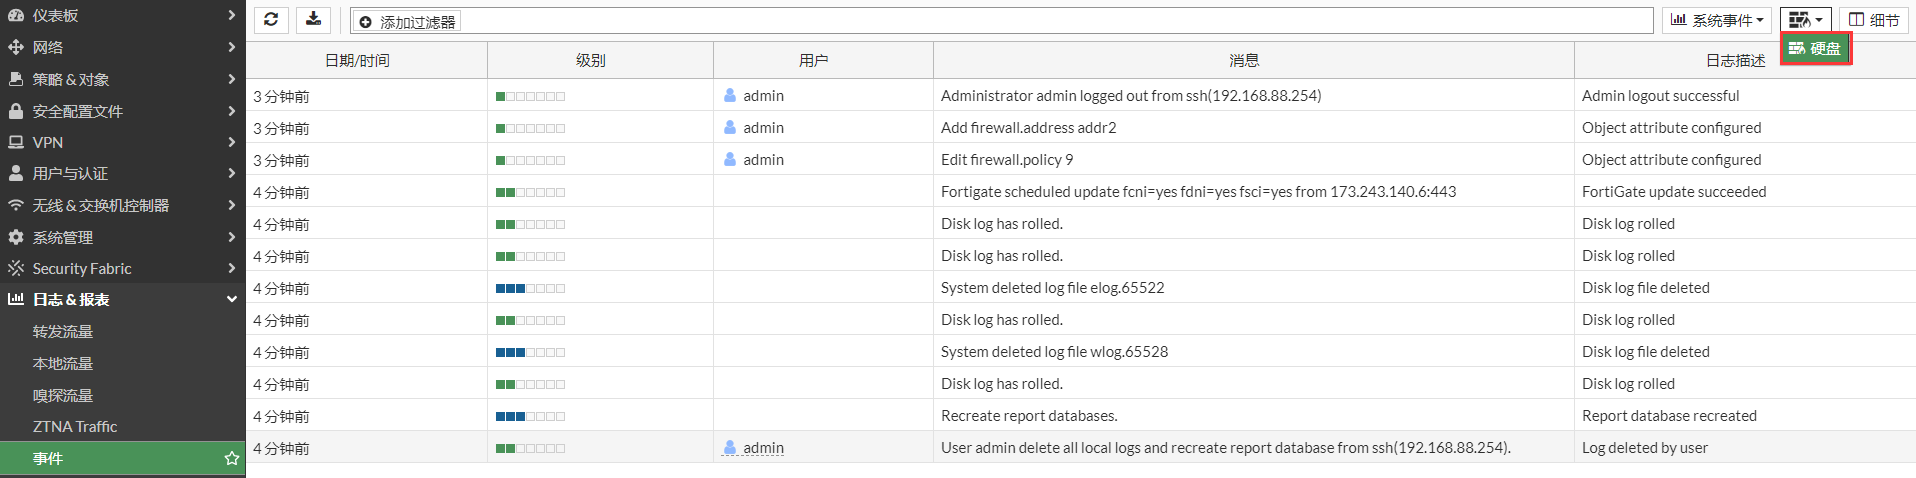 仪表板
网络
策略 & 对象
安全配置文件
VPN
用户与认证
无线 & 交换机控制器
系统管理
Security Fabric
日志 & 报表
转发流量
本地流量
嗅探流量
ZTNA Traffic
事件
添加过滤器 系统事件 细节
硬盘
日期/时间 级别 用户 消息 日志描述
3 分钟前 admin Administrator admin logged out from ssh(192.168.88.254) Admin logout successful
3 分钟前 admin Add firewall.address addr2 Object attribute configured
3 分钟前 admin Edit firewall.policy 9 Object attribute configured
4 分钟前 Fortigate scheduled update fcni=yes fdni=yes fsci=yes from 173.243.140.6:443 FortiGate update succeeded
4 分钟前 Disk log has rolled. Disk log rolled
4 分钟前 Disk log has rolled. Disk log rolled
4 分钟前 System deleted log file elog.65522 Disk log file deleted
4 分钟前 Disk log has rolled. Disk log rolled
4 分钟前 System deleted log file wlog.65528 Disk log file deleted
4 分钟前 Disk log has rolled. Disk log rolled
4 分钟前 Recreate report databases. Report database recreated
4 分钟前 admin User admin delete all local logs and recreate report database from ssh(192.168.88.254). Log deleted by user